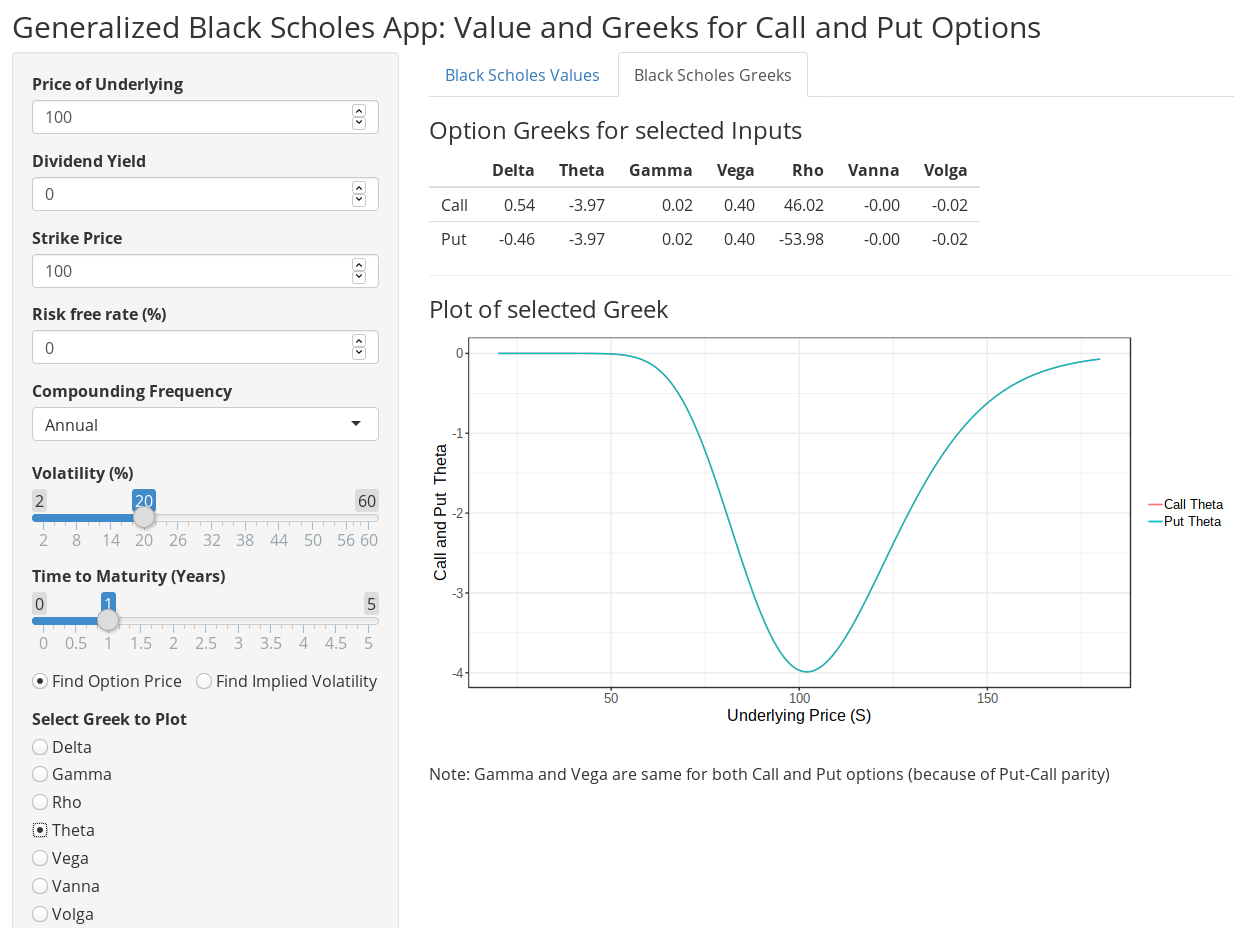 Generalized Black Scholes App: Value and Greeks for Call and Put Options
Price of Underlying
100
Dividend Yield
0
Strike Price
100
Risk free rate (%)
0
Compounding Frequency
Annual
Volatility (%)
2 20 60
2 8 14 20 26 32 38 44 50 56 60
Time to Maturity (Years)
0 1 5
0 0.5 1 1.5 2 2.5 3 3.5 4 4.5 5
Find Option Price Find Implied Volatility
Select Greek to Plot
Delta
Gamma
Rho
Theta
Vega
Vanna
Volga
Black Scholes Values Black Scholes Greeks
Option Greeks for selected Inputs
Delta Theta Gamma Vega Rho Vanna Volga
Call 0.54 -3.97 0.02 0.40 46.02 -0.00 -0.02
Put -0.46 -3.97 0.02 0.40 -53.98 -0.00 -0.02
Plot of selected Greek
Call and Put Theta
0
-1
-2
-3
-4
50 100 150
Underlying Price (S)
Call Theta
Put Theta
Note: Gamma and Vega are same for both Call and Put options (because of Put-Call parity)